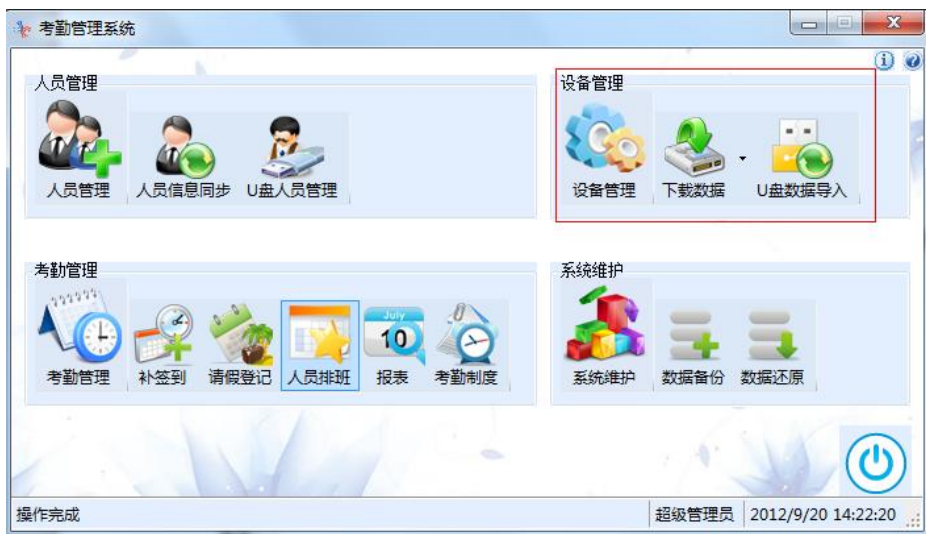 考勤管理系统
人员管理
人员管理 人员信息同步 U盘人员管理
设备管理
设备管理 下载数据 U盘数据导入
考勤管理
July
10
考勤管理 补签到 请假登记 人员排班 报表 考勤制度
系统维护
系统维护 数据备份 数据还原
操作完成 超级管理员 2012/9/20 14:22:20